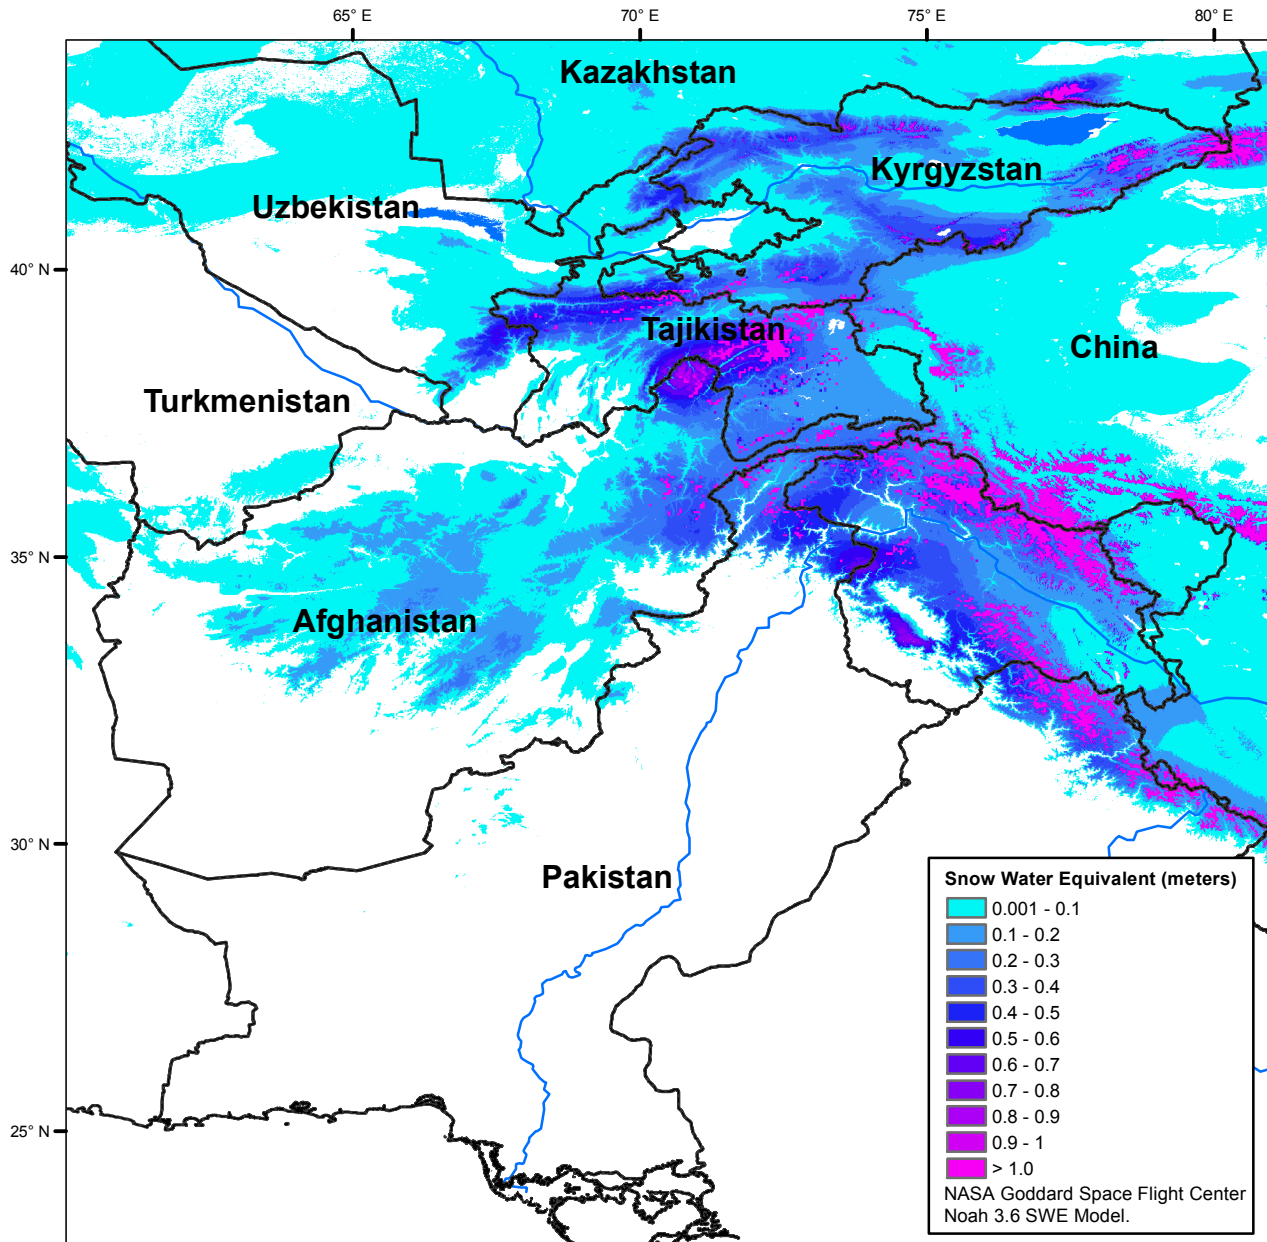 65° E
70° E
75° E
80° E
Kazakhstan
Kyrgyzstan
Uzbekistan
40° N
Tajikistan
China
Turkmenistan
35° N
Afghanistan
30° N
Pakistan
25° N
Snow Water Equivalent (meters)
0.001 - 0.1
0.1 - 0.2
0.2 - 0.3
0.3 - 0.4
0.4 - 0.5
0.5 - 0.6
0.6 - 0.7
0.7 - 0.8
0.8 - 0.9
0.9 - 1
> 1.0
NASA Goddard Space Flight Center
Noah 3.6 SWE Model.